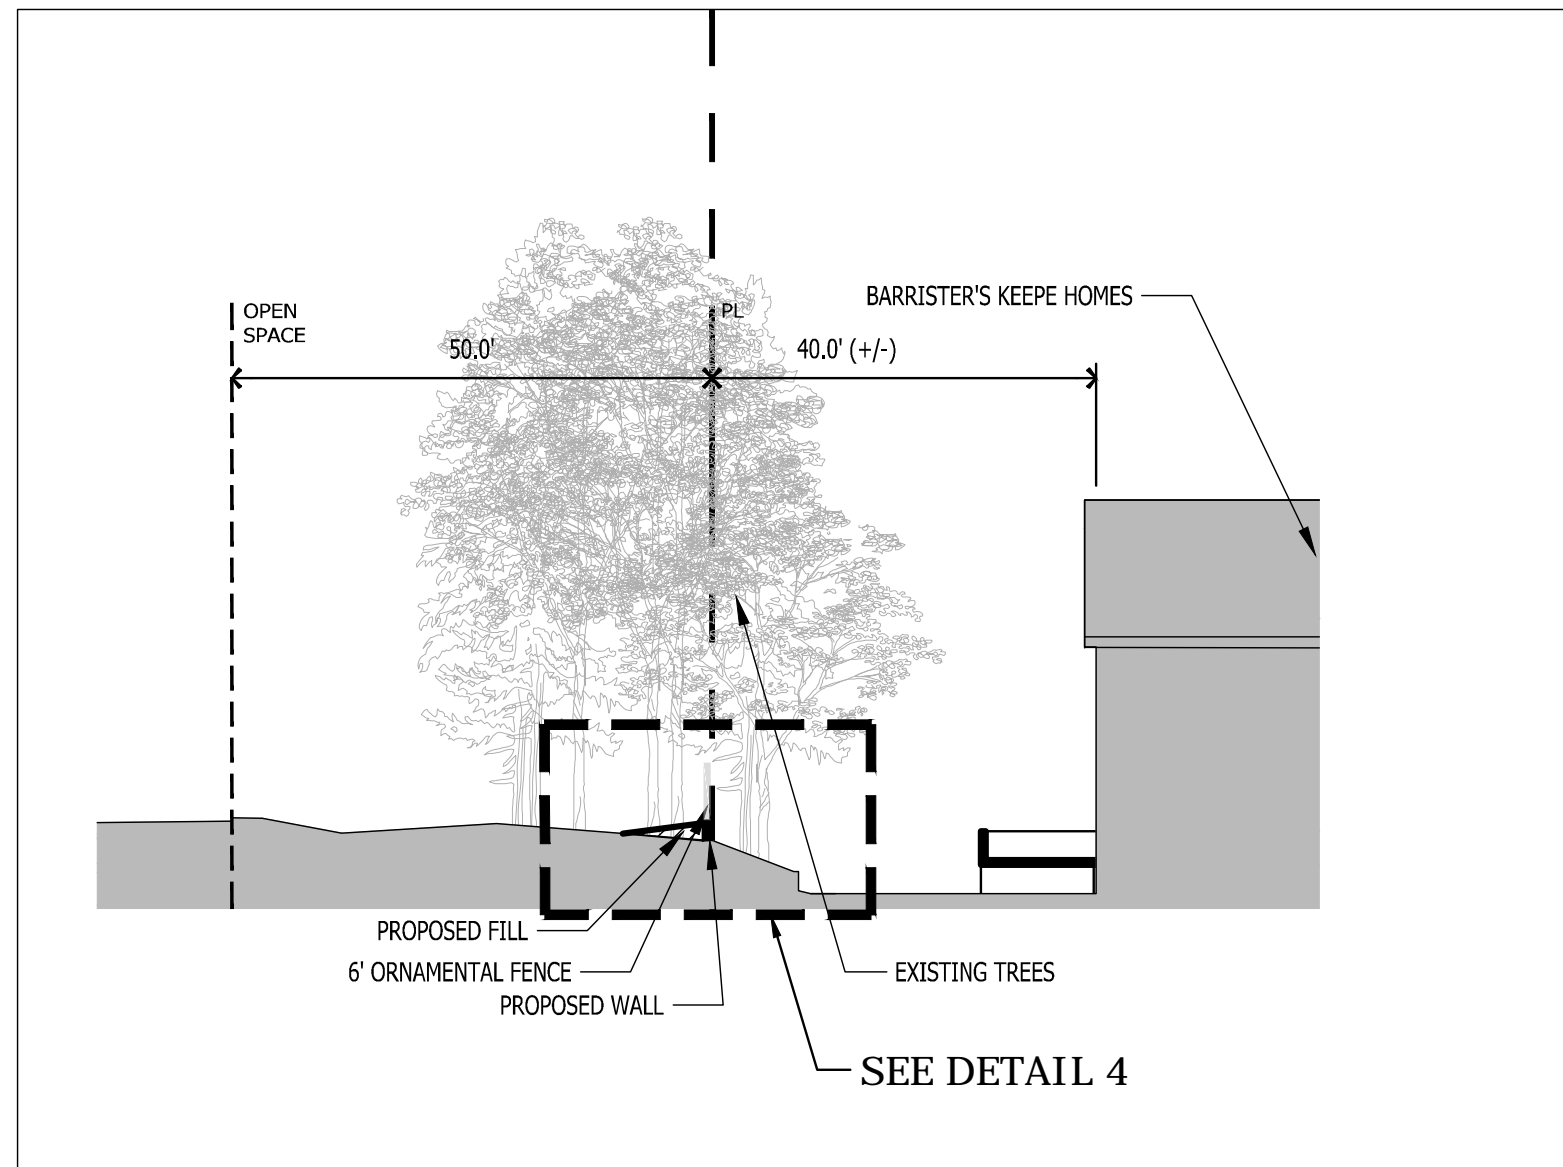 BARRISTER'S KEEPE HOMES
OPEN
SPACE
PL
50.0'
40.0' (+/-)
PROPOSED FILL
6' ORNAMENTAL FENCE
EXISTING TREES
PROPOSED WALL
SEE DETAIL 4